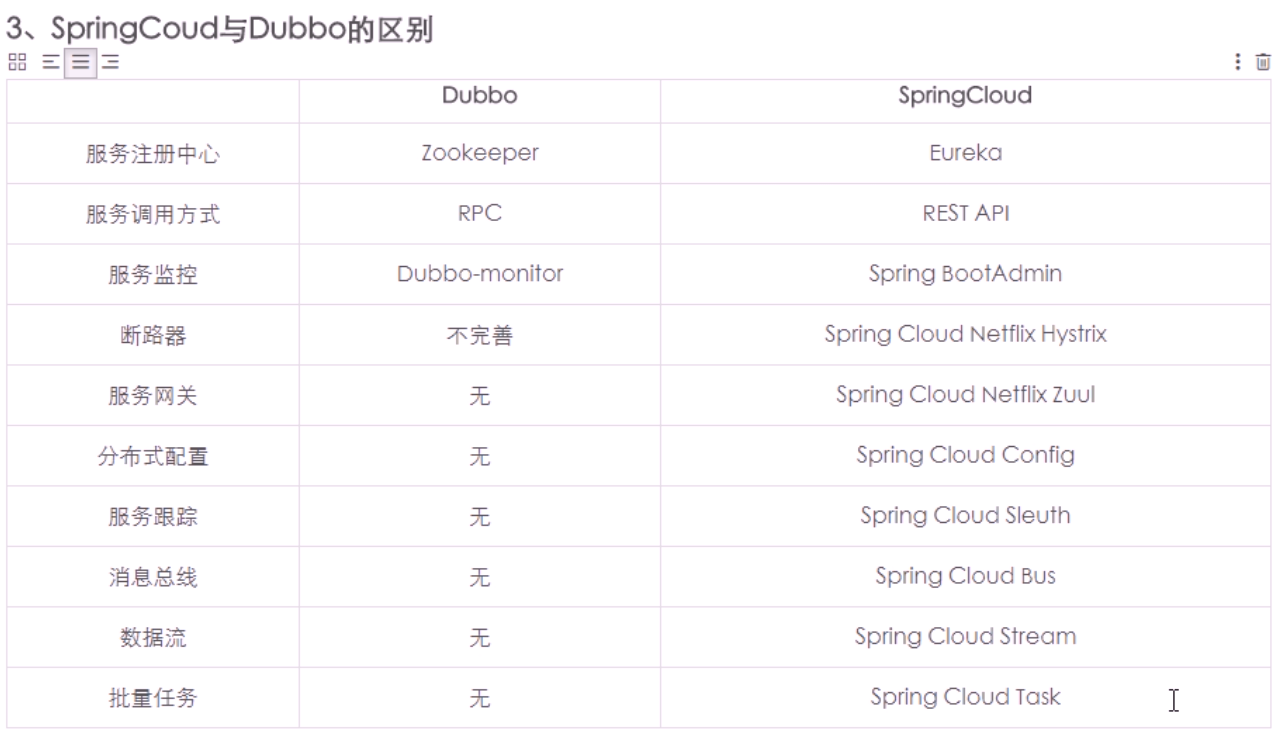 3、SpringCoud与Dubbo的区别
Dubbo SpringCloud
服务注册中心 Zookeeper Eureka
服务调用方式 RPC REST API
服务监控 Dubbo-monitor Spring BootAdmin
断路器 不完善 Spring Cloud Netflix Hystrix
服务网关 无 Spring Cloud Netflix Zuul
分布式配置 无 Spring Cloud Config
服务跟踪 无 Spring Cloud Sleuth
消息总线 无 Spring Cloud Bus
数据流 无 Spring Cloud Stream
批量任务 无 Spring Cloud Task